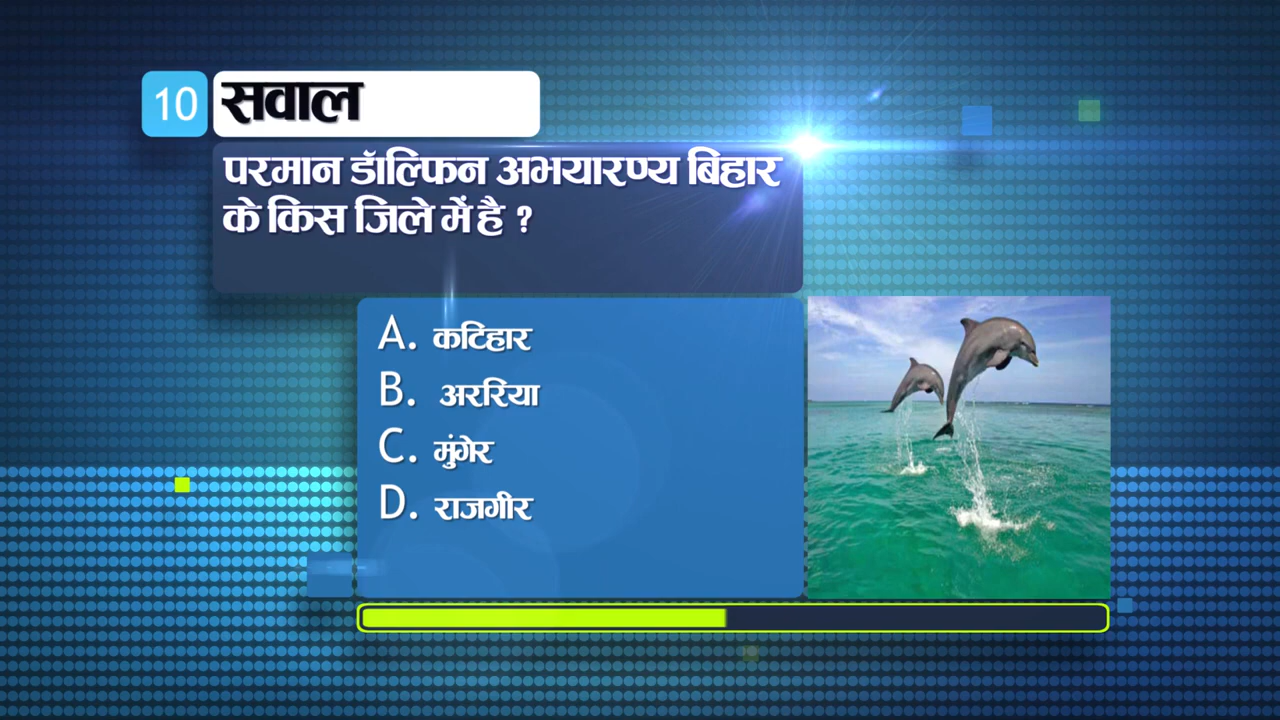 10 सवाल
परमान डॉल्फिन अभयारण्य बिहार
के किस जिले में है ?
A. कटिहार
B. अररिया
C. मुंगेर
D. राजगीर